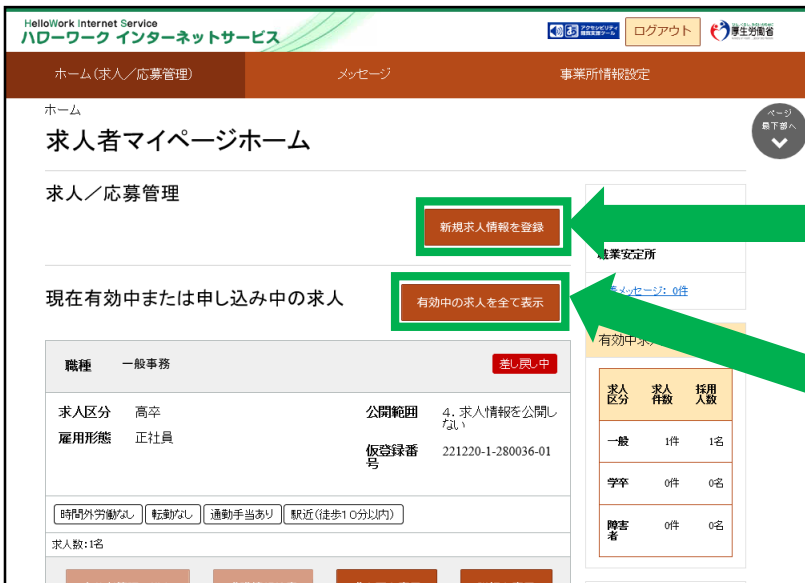 HelloWork Internet Service
ハローワーク インターネットサービス
ログアウト
厚生労働省
ホーム(求人／応募管理)
メッセージ
事業所情報設定
ページ
最下部へ
ホーム
求人者マイページホーム
求人／応募管理
新規求人情報を登録
職業安定所
現在有効中または申し込み中の求人
有効中の求人を全て表示
メッセージ: 0件
有効中
職種 一般事務
差し戻し中
求人区分 高卒
雇用形態 正社員
公開範囲 4. 求人情報を公開し
ない
仮登録番
号
221220-1-280036-01
求人
区分
求人
件数
採用
人数
一般 1件 1名
学卒 0件 0名
障害
者
0件 0名
時間外労働なし 転勤なし 通勤手当あり 駅近(徒歩10分以内)
求人数:1名